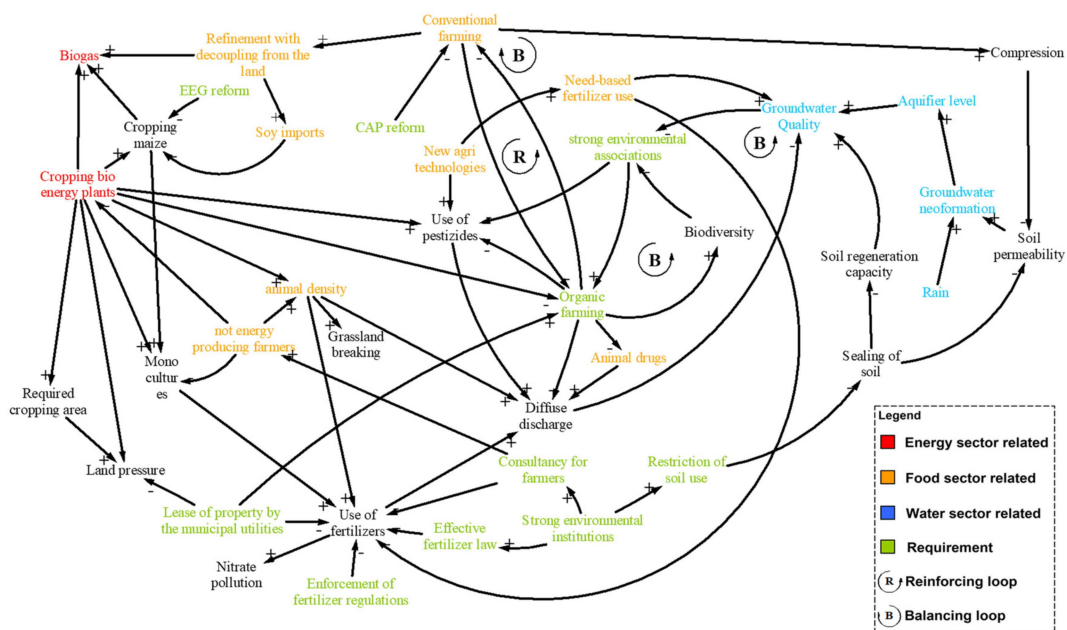 Conventional
farming
Refinement with
decoupling from the
land
Biogas
B
Compression
EEG reform
Need-based
fertilizer use
Groundwater
Quality
Aquifier level
Cropping
maize
Soy imports
CAP reform
New agri
technologies
R
strong environmental
associations
B
Cropping bio
energy plants
Use of
pesticides
Biodiversity
Groundwater
neoformation
Soil
permeability
Soil regeneration
capacity
B
Rain
animal density
Organic
farming
not energy
producing farmers
Grassland
breaking
Animal drugs
Mono
cultur
es
Sealing of
soil
Required
cropping area
Diffuse
discharge
Land pressure
Consultancy for
farmers
Restriction of
soil use
Lease of property by
the municipal utilities
Use of
fertilizers
Effective
fertilizer law
Strong environmental
institutions
Nitrate
pollution
Enforcement of
fertilizer regulations
Legend
Energy sector related
Food sector related
Water sector related
Requirement
R Reinforcing loop
B Balancing loop